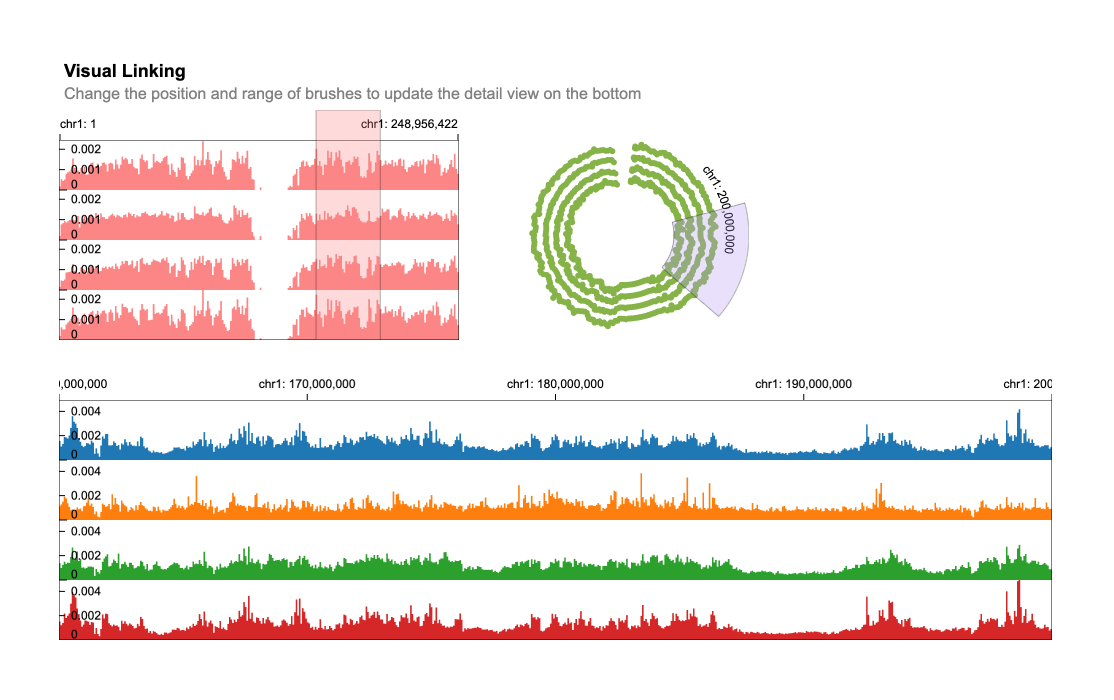 Visual Linking
Change the position and range of brushes to update the detail view on the bottom
chr1: 1
chr1: 248,956,422
0.002
0.001
0
0.002
0.001
0
0.002
0.001
0
0.002
0.001
0
chr1: 200,000,000
0,000,000
chr1: 170,000,000
chr1: 180,000,000
chr1: 190,000,000
chr1: 200
0.004
0.002
0
0.004
0.002
0
0.004
0.002
0
0.004
0.002
0